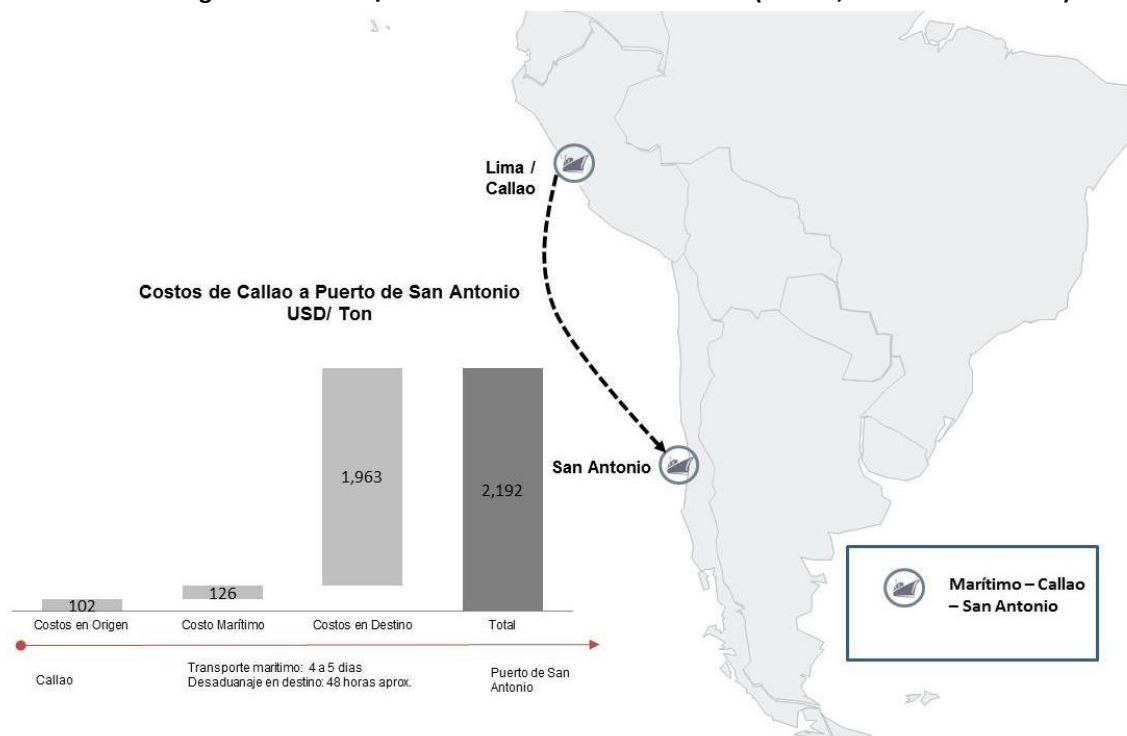 Lima /
Callao
Costos de Callao a Puerto de San Antonio
USD/ Ton
San Antonio
1,963
2,192
102
126
Costos en Origen
Costo Marítimo
Costos en Destino
Total
Callao
Transporte maritimo: 4 a 5 dias
Desaduanaje en destino: 48 horas aprox.
Puerto de San
Antonio
Marítimo – Callao
– San Antonio